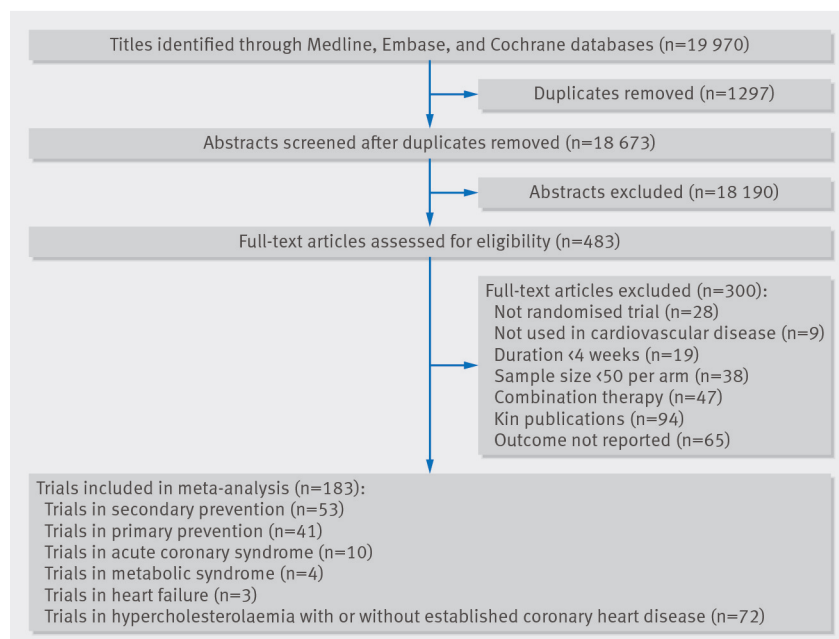 Titles identified through Medline, Embase, and Cochrane databases (n=19 970)
Duplicates removed (n=1297)
Abstracts screened after duplicates removed (n=18 673)
Abstracts excluded (n=18 190)
Full-text articles assessed for eligibility (n=483)
Full-text articles excluded (n=300):
Not randomised trial (n=28)
Not used in cardiovascular disease (n=9)
Duration <4 weeks (n=19)
Sample size <50 per arm (n=38)
Combination therapy (n=47)
Kin publications (n=94)
Outcome not reported (n=65)
Trials included in meta-analysis (n=183):
Trials in secondary prevention (n=53)
Trials in primary prevention (n=41)
Trials in acute coronary syndrome (n=10)
Trials in metabolic syndrome (n=4)
Trials in heart failure (n=3)
Trials in hypercholesterolaemia with or without established coronary heart disease (n=72)